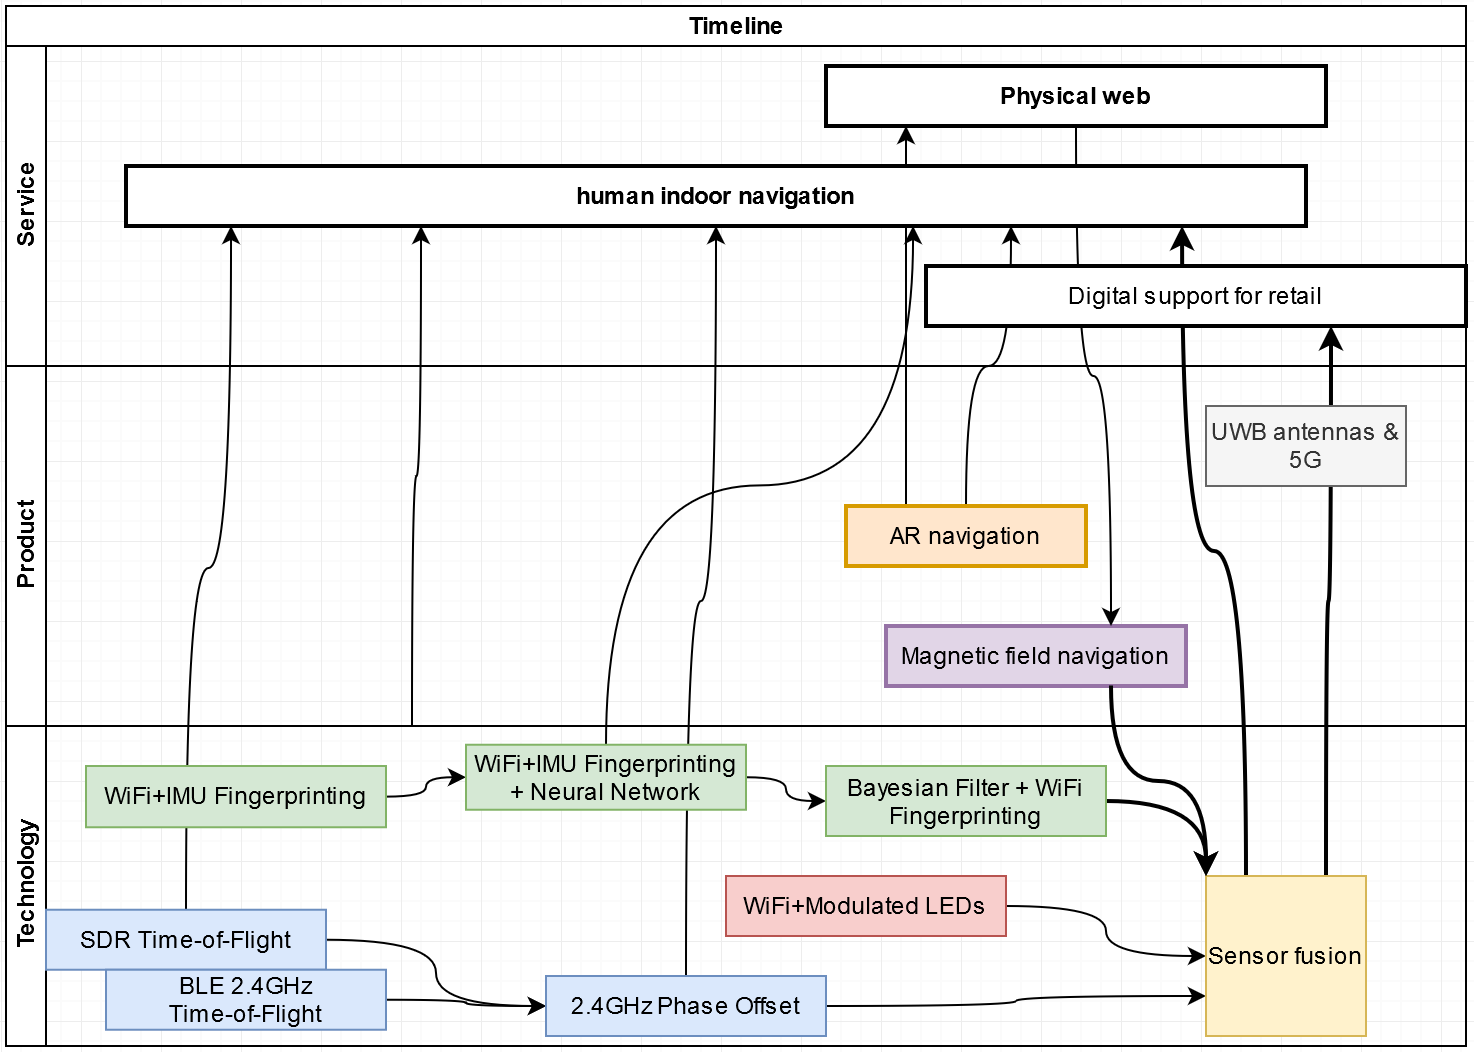 Timeline
Service
Physical web
human indoor navigation
Digital support for retail
Product
UWB antennas &
5G
AR navigation
Magnetic field navigation
Technology
WiFi+IMU Fingerprinting
WiFi+IMU Fingerprinting
+ Neural Network
Bayesian Filter + WiFi
Fingerprinting
WiFi+Modulated LEDs
SDR Time-of-Flight
Sensor fusion
BLE 2.4GHz
Time-of-Flight
2.4GHz Phase Offset